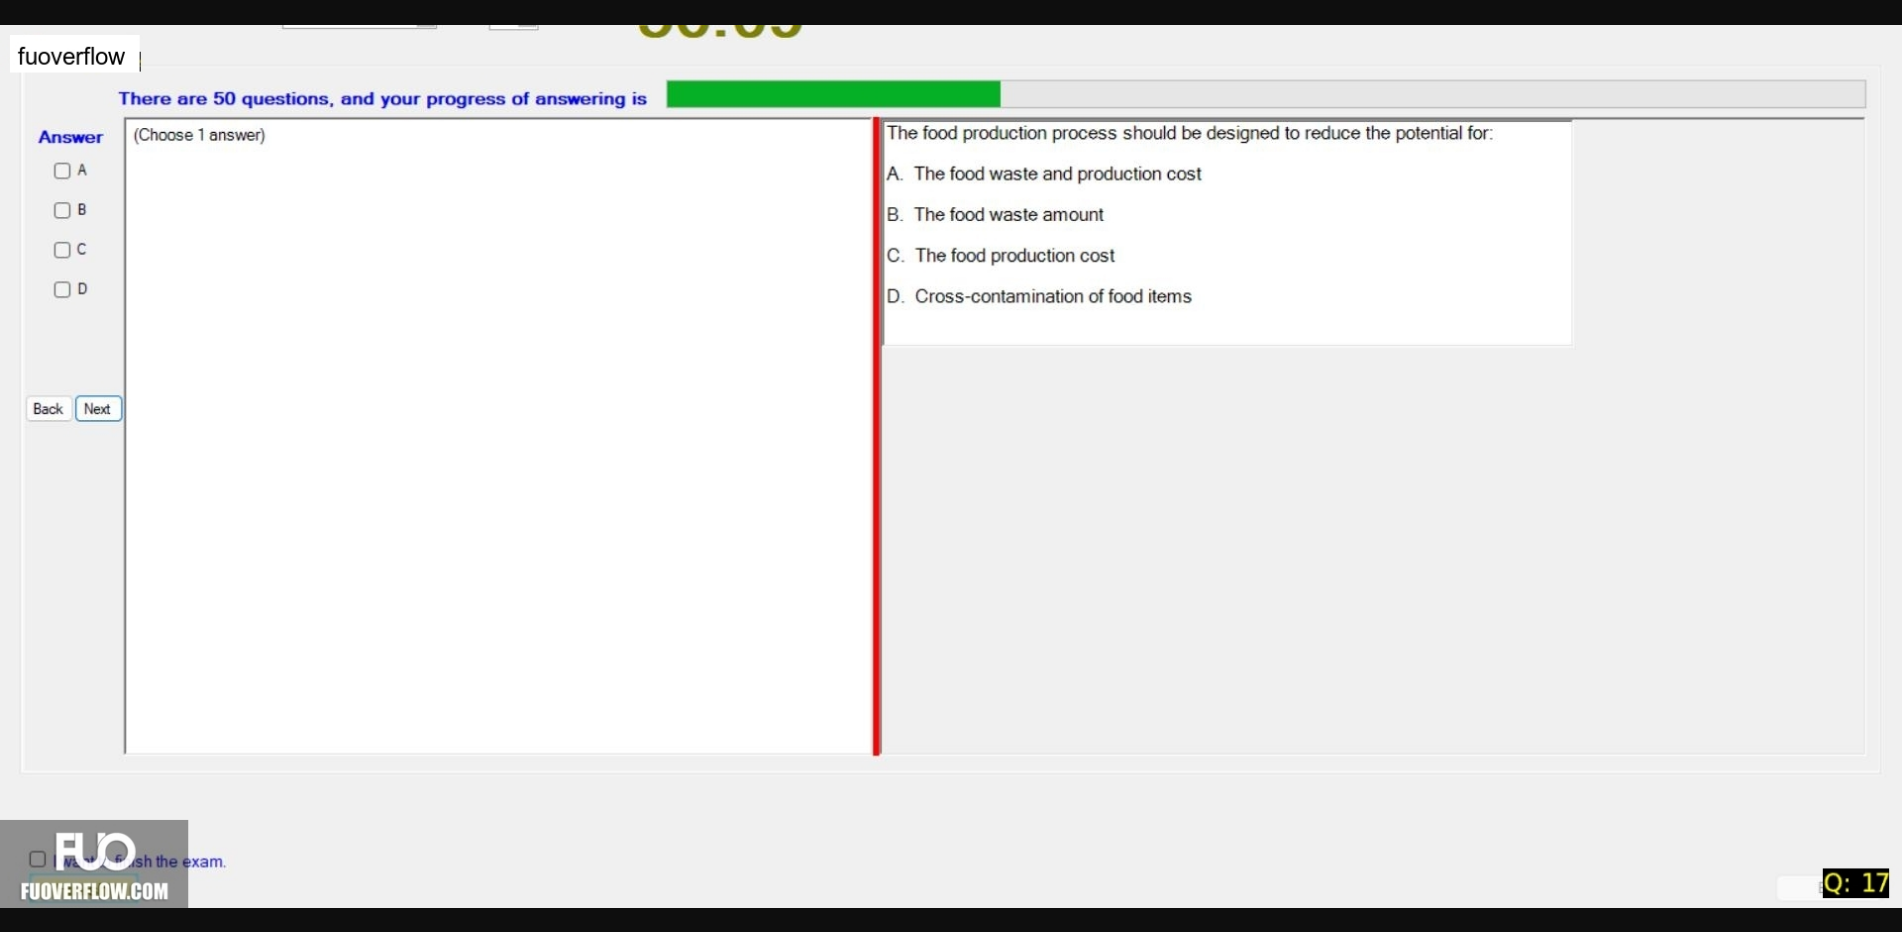 fuoverflow
There are 50 questions, and your progress of answering is
Answer
(Choose 1 answer)
A
B
C
D
Back
Next
The food production process should be designed to reduce the potential for:
A. The food waste and production cost
B. The food waste amount
C. The food production cost
D. Cross-contamination of food items
FUO
sh the exam.
FUOVERFLOW.COM
Q: 17